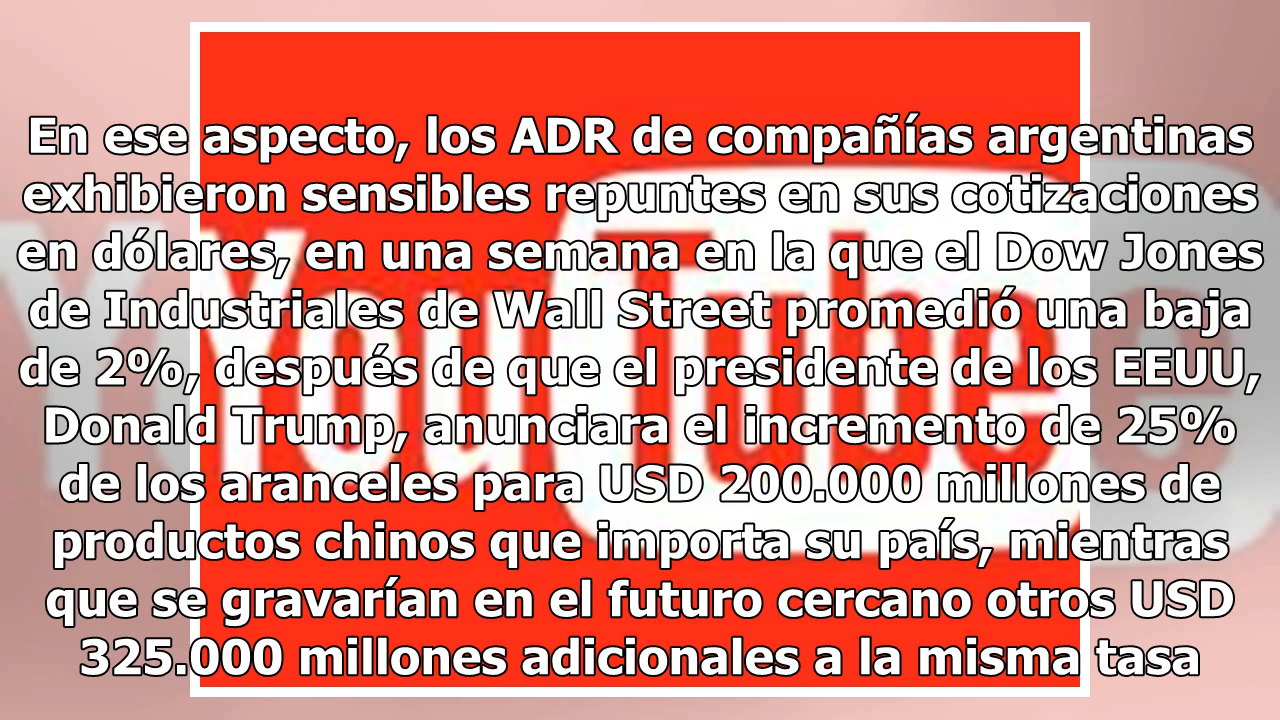 En ese aspecto, los ADR de compañías argentinas
exhibieron sensibles repuntes en sus cotizaciones
en dólares, en una semana en la que el Dow Jones
de Industriales de Wall Street promedió una baja
de 2%, después de que el presidente de los EEUU,
Donald Trump, anunciara el incremento de 25%
de los aranceles para USD 200.000 millones de
productos chinos que importa su país, mientras
que se gravarían en el futuro cercano otros USD
325.000 millones adicionales a la misma tasa
YouTube